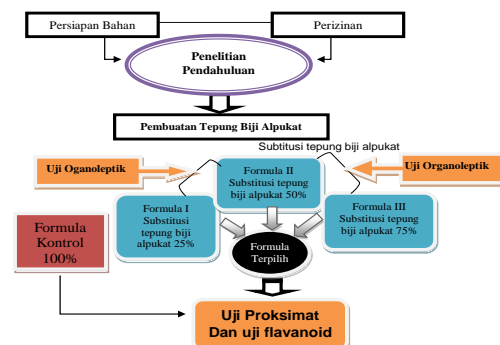 Persiapan Bahan
Perizinan
Penelitian
Pendahuluan
Pembuatan Tepung Biji Alpukat
Subtitusi tepung biji alpukat
Uji Oganoleptik
Formula II
Substitusi tepung
biji alpukat 50%
Uji Organoleptik
Formula I
Substitusi
tepung biji
alpukat 25%
Formula III
Substitusi tepung
biji alpukat 75%
Formula
Kontrol
100%
Formula
Terpilih
Uji Proksimat
Dan uji flavanoid